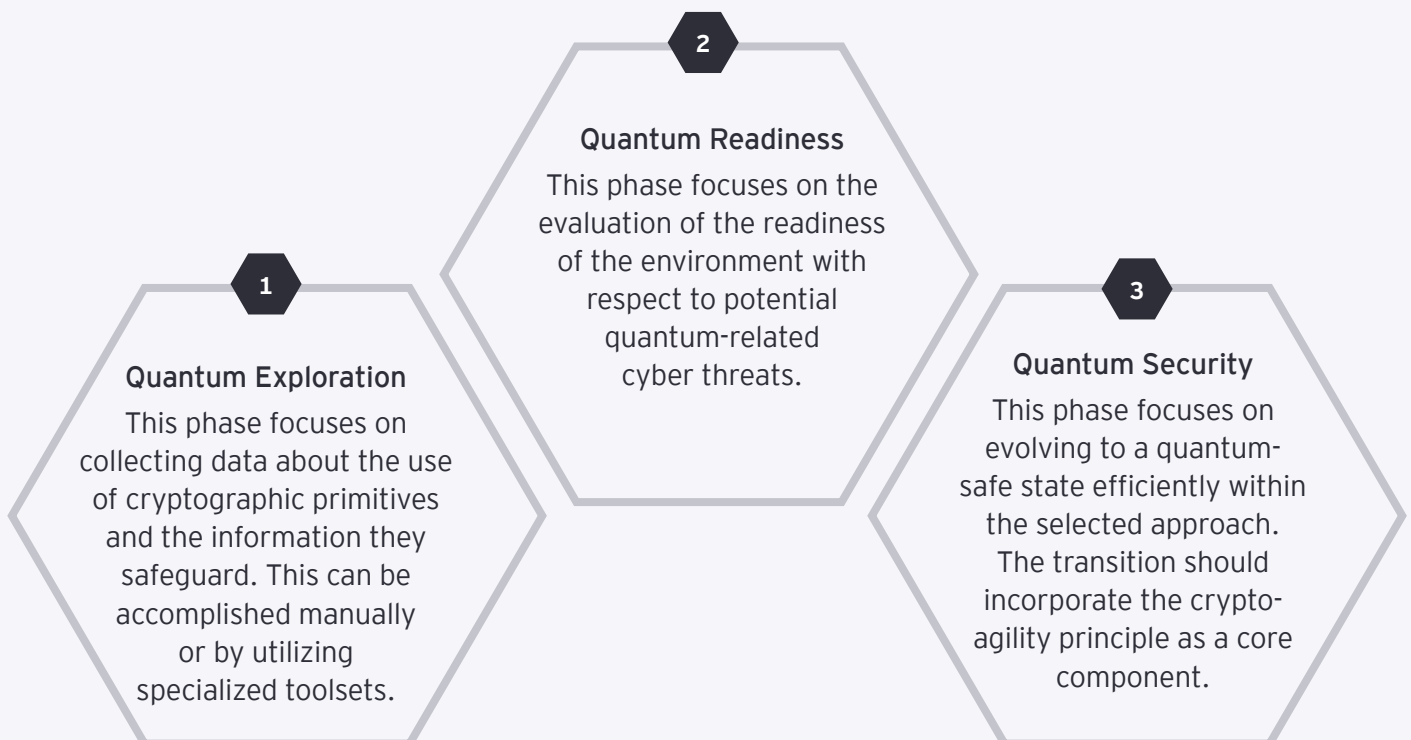 1
Quantum Exploration
This phase focuses on
collecting data about the use
of cryptographic primitives
and the information they
safeguard. This can be
accomplished manually
or by utilizing
specialized toolsets.
2
Quantum Readiness
This phase focuses on the
evaluation of the readiness
of the environment with
respect to potential
quantum-related
cyber threats.
3
Quantum Security
This phase focuses on
evolving to a quantum-
safe state efficiently within
the selected approach.
The transition should
incorporate the crypto-
agility principle as a core
component.